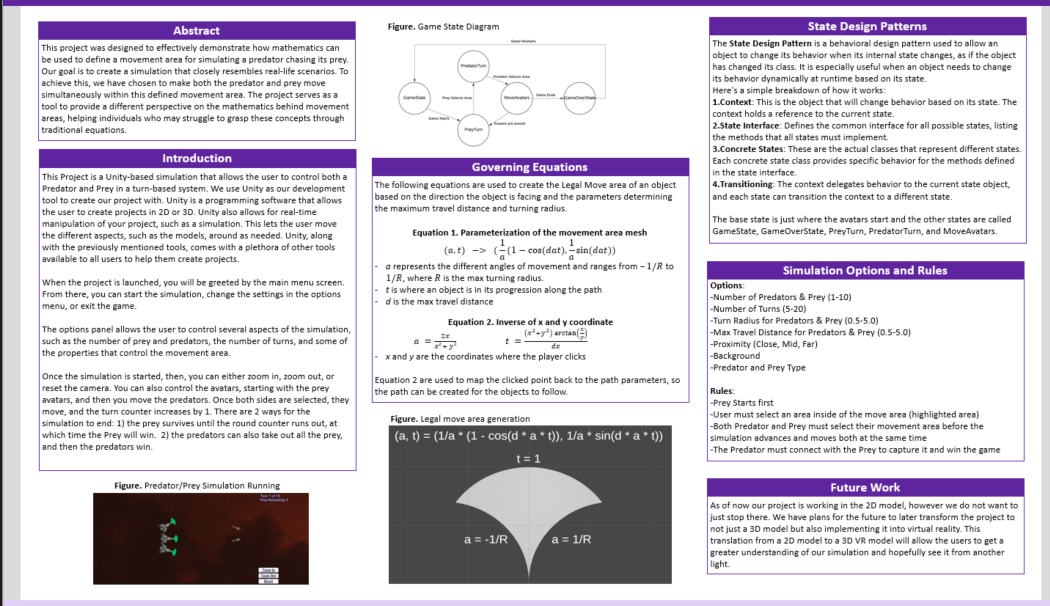 Abstract
This project was designed to effectively demonstrate how mathematics can
be used to define a movement area for simulating a predator chasing its prey.
Our goal is to create a simulation that closely resembles real-life scenarios. To
achieve this, we have chosen to make both the predator and prey move
simultaneously within this defined movement area. The project serves as a
tool to provide a different perspective on the mathematics behind movement
areas, helping individuals who may struggle to grasp these concepts through
traditional equations.
Introduction
This Project is a Unity-based simulation that allows the user to control both a
Predator and Prey in a turn-based system. We use Unity as our development
tool to create our project with. Unity is a programming software that allows
the user to create projects in 2D or 3D. Unity also allows for real-time
manipulation of your project, such as a simulation. This lets the user move
the different aspects, such as the models, around as needed. Unity, along
with the previously mentioned tools, comes with a plethora of other tools
available to all users to help them create projects.
When the project is launched, you will be greeted by the main menu screen.
From there, you can start the simulation, change the settings in the options
menu, or exit the game.
The options panel allows the user to control several aspects of the simulation,
such as the number of prey and predators, the number of turns, and some of
the properties that control the movement area.
Once the simulation is started, then, you can either zoom in, zoom out, or
reset the camera. You can also control the avatars, starting with the prey
avatars, and then you move the predators. Once both sides are selected, they
move, and the turn counter increases by 1. There are 2 ways for the
simulation to end: 1) the prey survives until the round counter runs out, at
which time the Prey will win.  2) the predators can also take out all the prey,
and then the predators win.
Figure. Predator/Prey Simulation Running
Zoom In
Zoom Out
Reset
Figure. Game State Diagram
Game Restarts
PredatorTurn
Predator Selects Area
GameState
Prey Selects Area
MoveAvatars
Game Ends
GameOverState
Game Starts
Avatars are moved
PreyTurn
Governing Equations
The following equations are used to create the Legal Move area of an object
based on the direction the object is facing and the parameters determining
the maximum travel distance and turning radius.
Equation 1. Parameterization of the movement area mesh
(a, t) –> (1/a (1 − cos(dat), 1/a sin(dat))
- a represents the different angles of movement and ranges from − 1/R to
1/R, where R is the max turning radius.
- t is where an object is in its progression along the path
- d is the max travel distance
Equation 2. Inverse of x and y coordinate
a = 2x / x² + y²    t = (x² + y²) arctan(x/y) / dx
- x and y are the coordinates where the player clicks
Equation 2 are used to map the clicked point back to the path parameters, so
the path can be created for the objects to follow.
Figure. Legal move area generation
(a, t) = (1/a * (1 - cos(d * a * t)), 1/a * sin(d * a * t))
t = 1
a = -1/R
a = 1/R
State Design Patterns
The State Design Pattern is a behavioral design pattern used to allow an
object to change its behavior when its internal state changes, as if the object
has changed its class. It is especially useful when an object needs to change
its behavior dynamically at runtime based on its state.
Here's a simple breakdown of how it works:
1.Context: This is the object that will change behavior based on its state. The
context holds a reference to the current state.
2.State Interface: Defines the common interface for all possible states, listing
the methods that all states must implement.
3.Concrete States: These are the actual classes that represent different states.
Each concrete state class provides specific behavior for the methods defined
in the state interface.
4.Transitioning: The context delegates behavior to the current state object,
and each state can transition the context to a different state.
The base state is just where the avatars start and the other states are called
GameState, GameOverState, PreyTurn, PredatorTurn, and MoveAvatars.
Simulation Options and Rules
Options:
-Number of Predators & Prey (1-10)
-Number of Turns (5-20)
-Turn Radius for Predators & Prey (0.5-5.0)
-Max Travel Distance for Predators & Prey (0.5-5.0)
-Proximity (Close, Mid, Far)
-Background
-Predator and Prey Type
Rules:
-Prey Starts first
-User must select an area inside of the move area (highlighted area)
-Both Predator and Prey must select their movement area before the
simulation advances and moves both at the same time
-The Predator must connect with the Prey to capture it and win the game
Future Work
As of now our project is working in the 2D model, however we do not want to
just stop there. We have plans for the future to later transform the project to
not just a 3D model but also implementing it into virtual reality. This
translation from a 2D model to a 3D VR model will allow the users to get a
greater understanding of our simulation and hopefully see it from another
light.